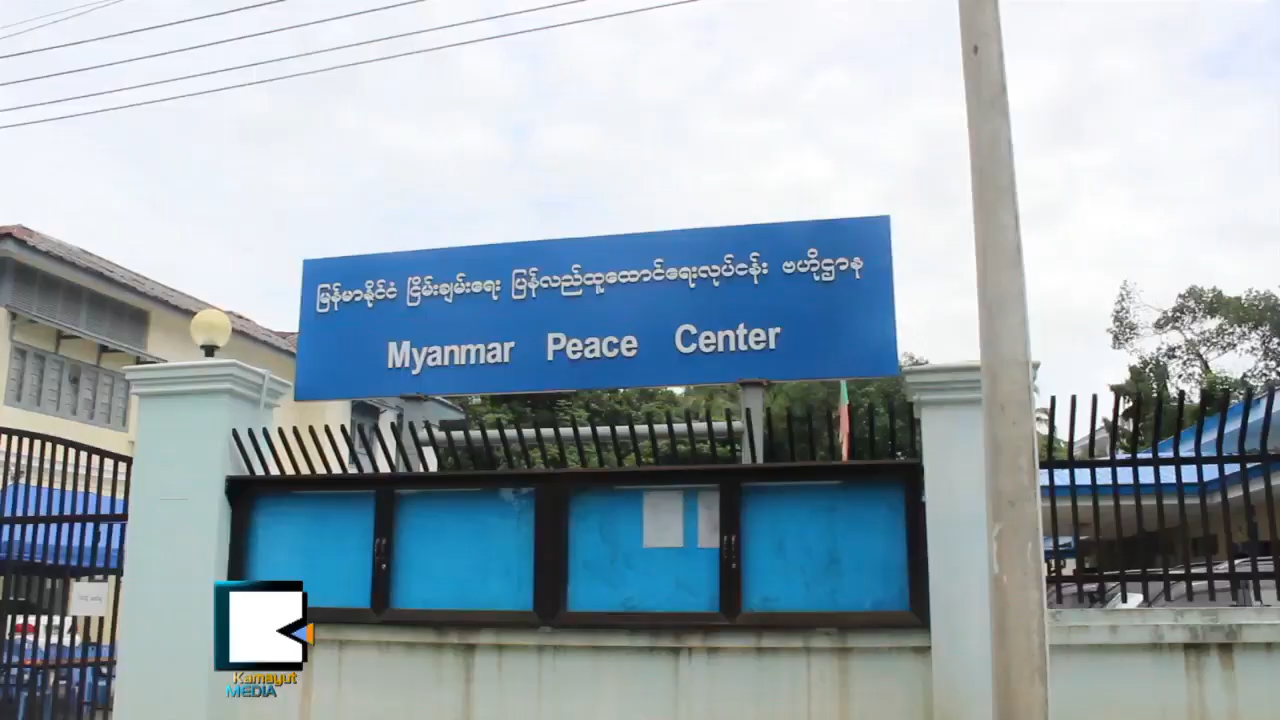 မြန်မာနိုင်ငံ ငြိမ်းချမ်းရေး ပြန်လည်ထူထောင်ရေးလုပ်ငန်း ဗဟိုဌာန
Myanmar Peace Center
Kamayut
MEDIA